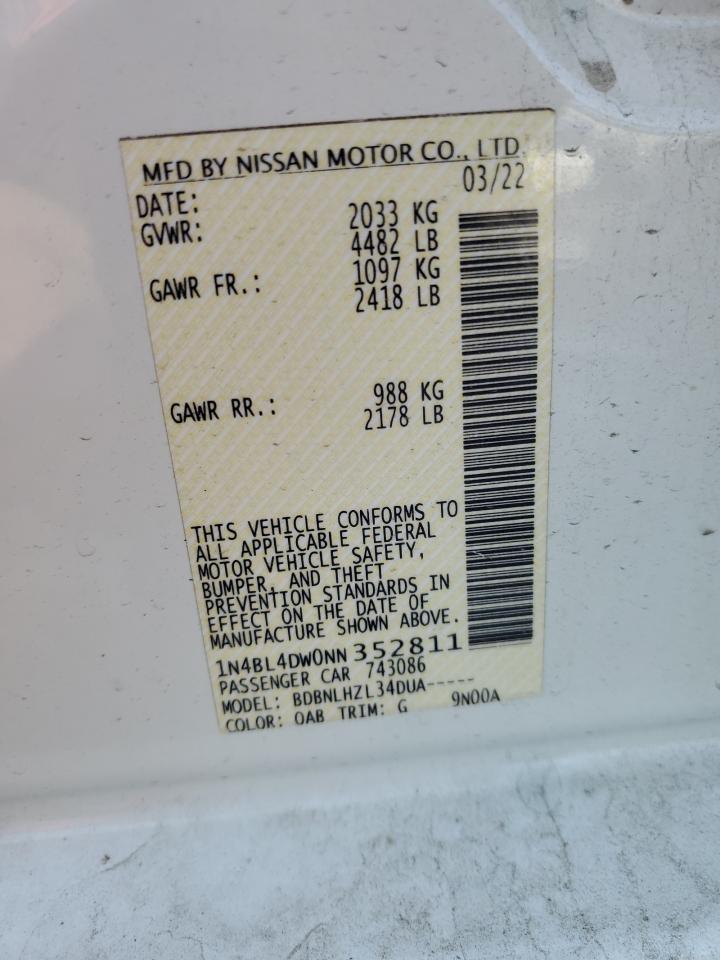 MFD BY NISSAN MOTOR CO., LTD.
DATE: 03/22
GVWR: 2033 KG
4482 LB
GAWR FR.: 1097 KG
2418 LB
GAWR RR.: 988 KG
2178 LB
THIS VEHICLE CONFORMS TO
ALL APPLICABLE FEDERAL
MOTOR VEHICLE SAFETY,
BUMPER, AND THEFT
PREVENTION STANDARDS IN
EFFECT ON THE DATE OF
MANUFACTURE SHOWN ABOVE.
1N4BL4DW0NN352811
PASSENGER CAR 743086
MODEL: BDBNLHZL34DUA-----
COLOR: QAB TRIM: G 9N00A